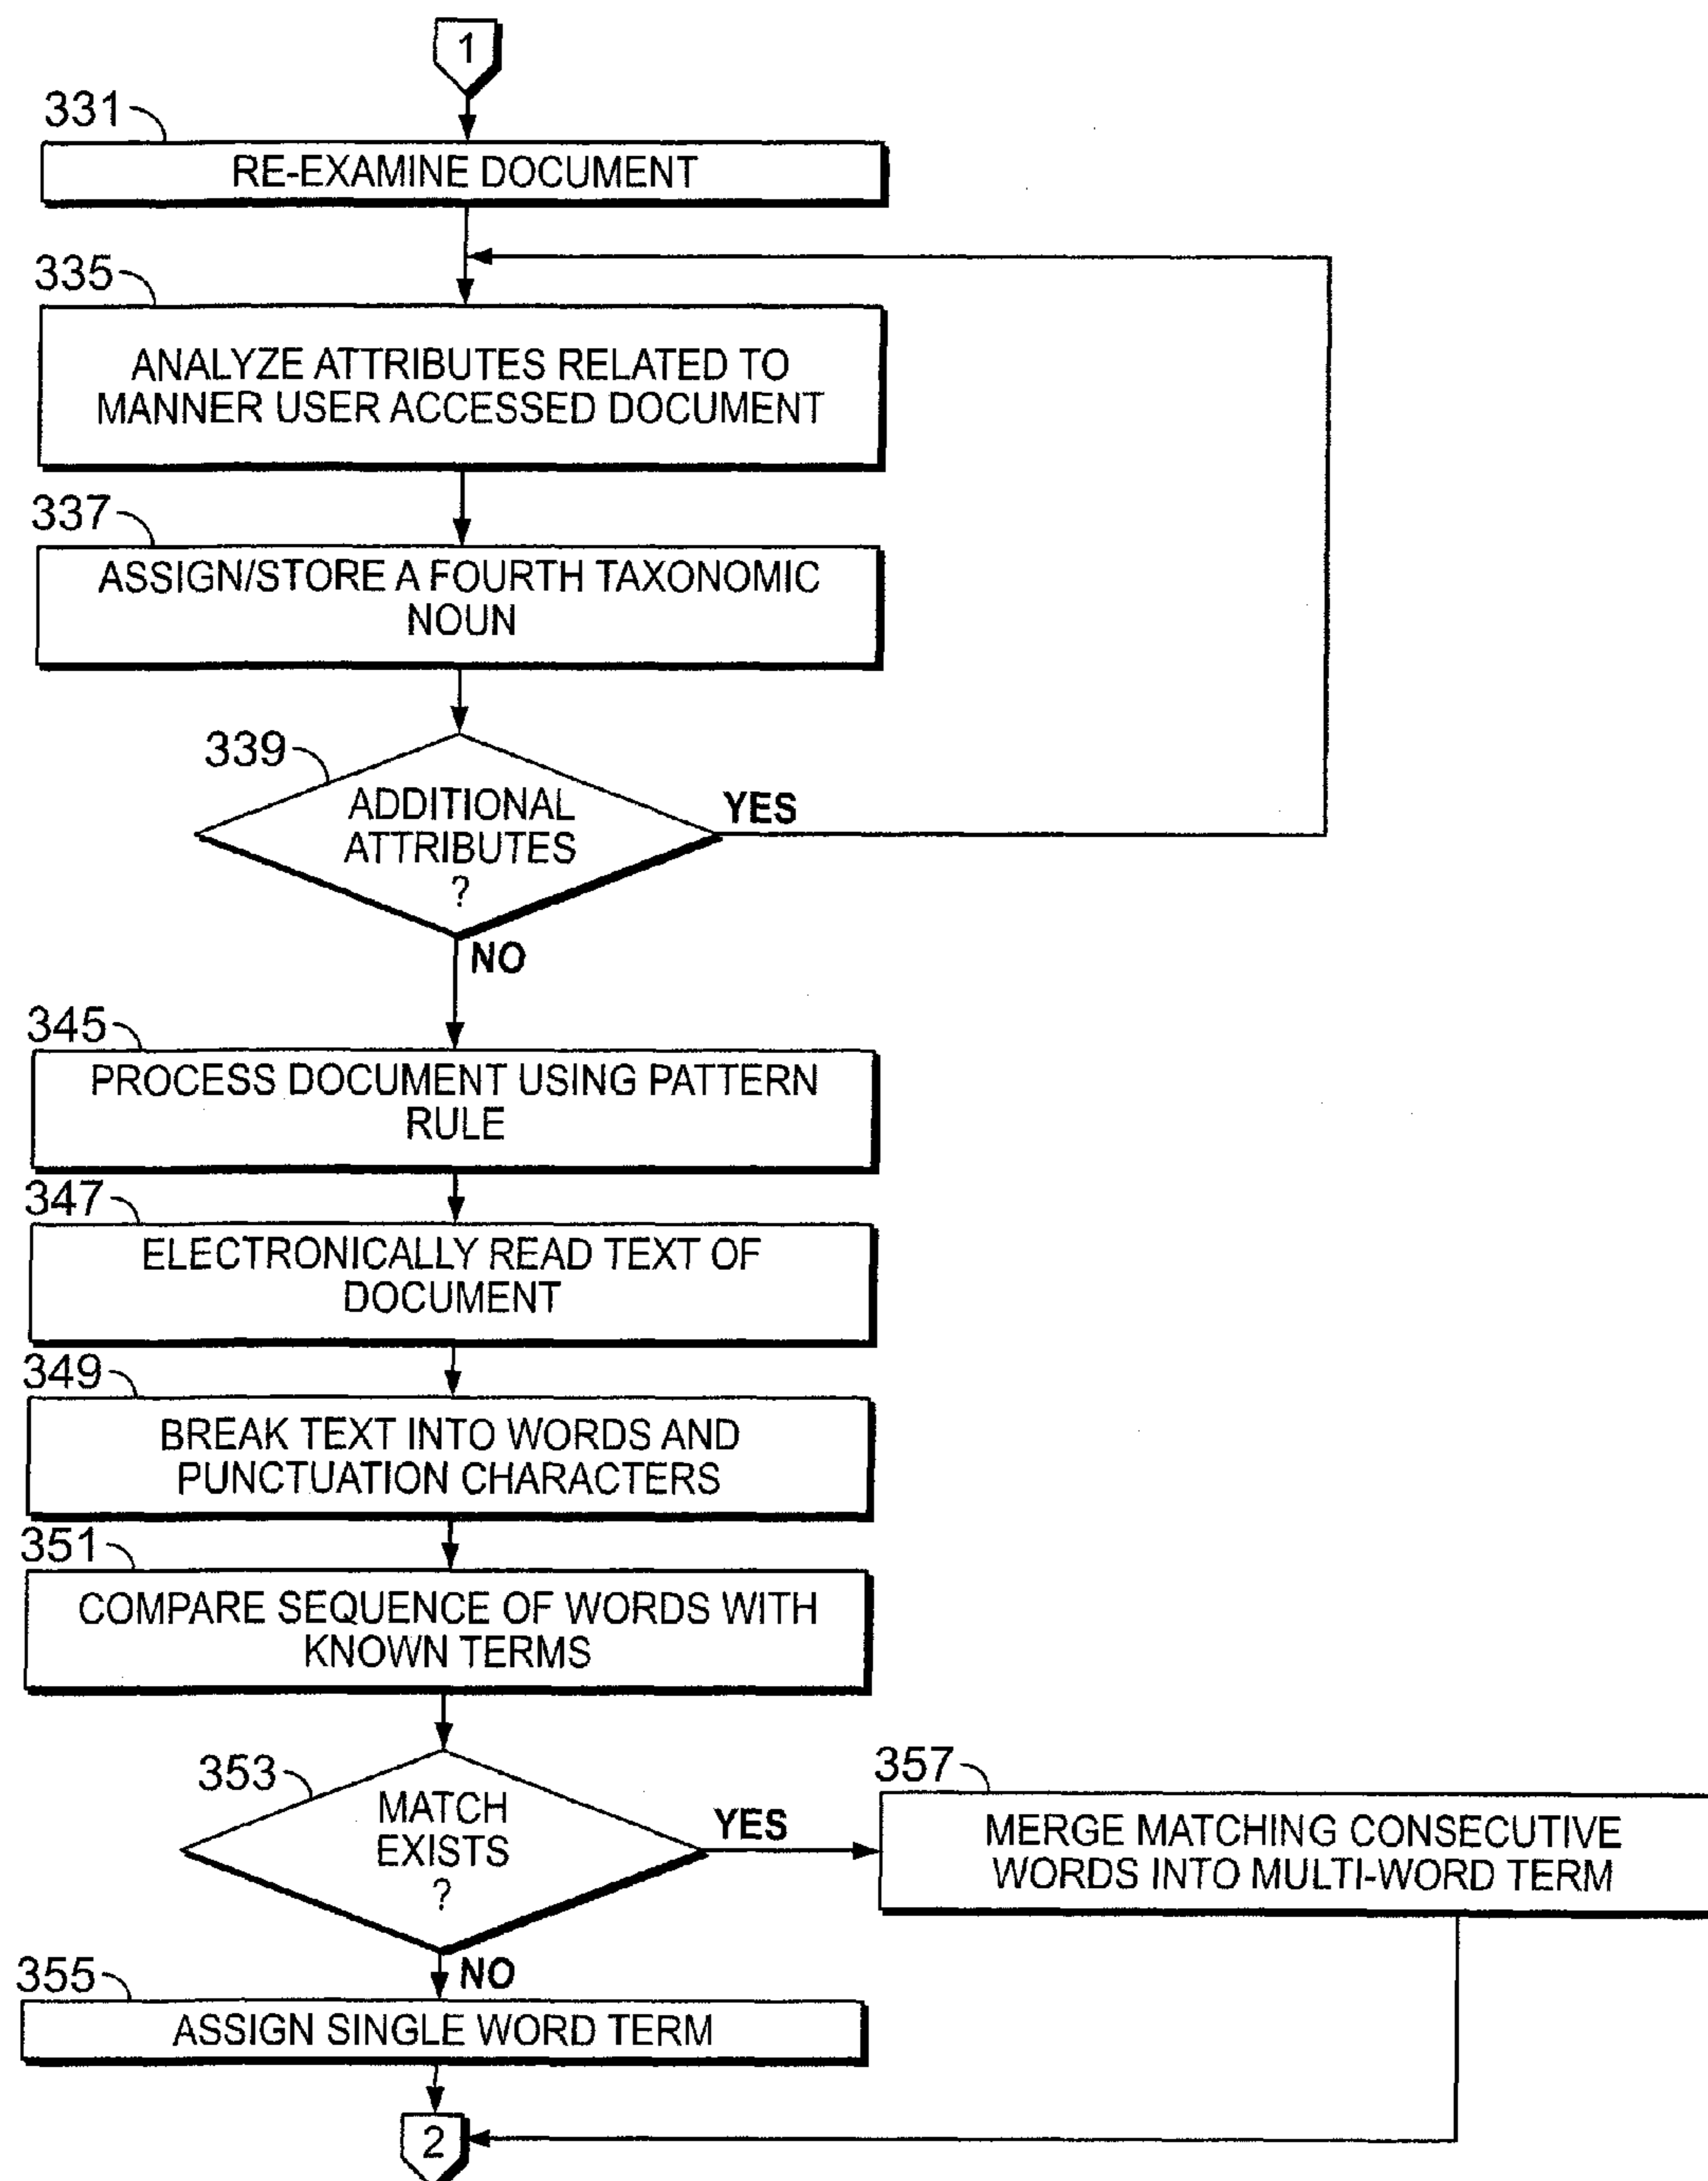 1
331
RE-EXAMINE DOCUMENT
335
ANALYZE ATTRIBUTES RELATED TO
MANNER USER ACCESSED DOCUMENT
337
ASSIGN/STORE A FOURTH TAXONOMIC
NOUN
339
ADDITIONAL
ATTRIBUTES
?
YES
NO
345
PROCESS DOCUMENT USING PATTERN
RULE
347
ELECTRONICALLY READ TEXT OF
DOCUMENT
349
BREAK TEXT INTO WORDS AND
PUNCTUATION CHARACTERS
351
COMPARE SEQUENCE OF WORDS WITH
KNOWN TERMS
353
MATCH
EXISTS
?
YES
357
MERGE MATCHING CONSECUTIVE
WORDS INTO MULTI-WORD TERM
NO
355
ASSIGN SINGLE WORD TERM
2